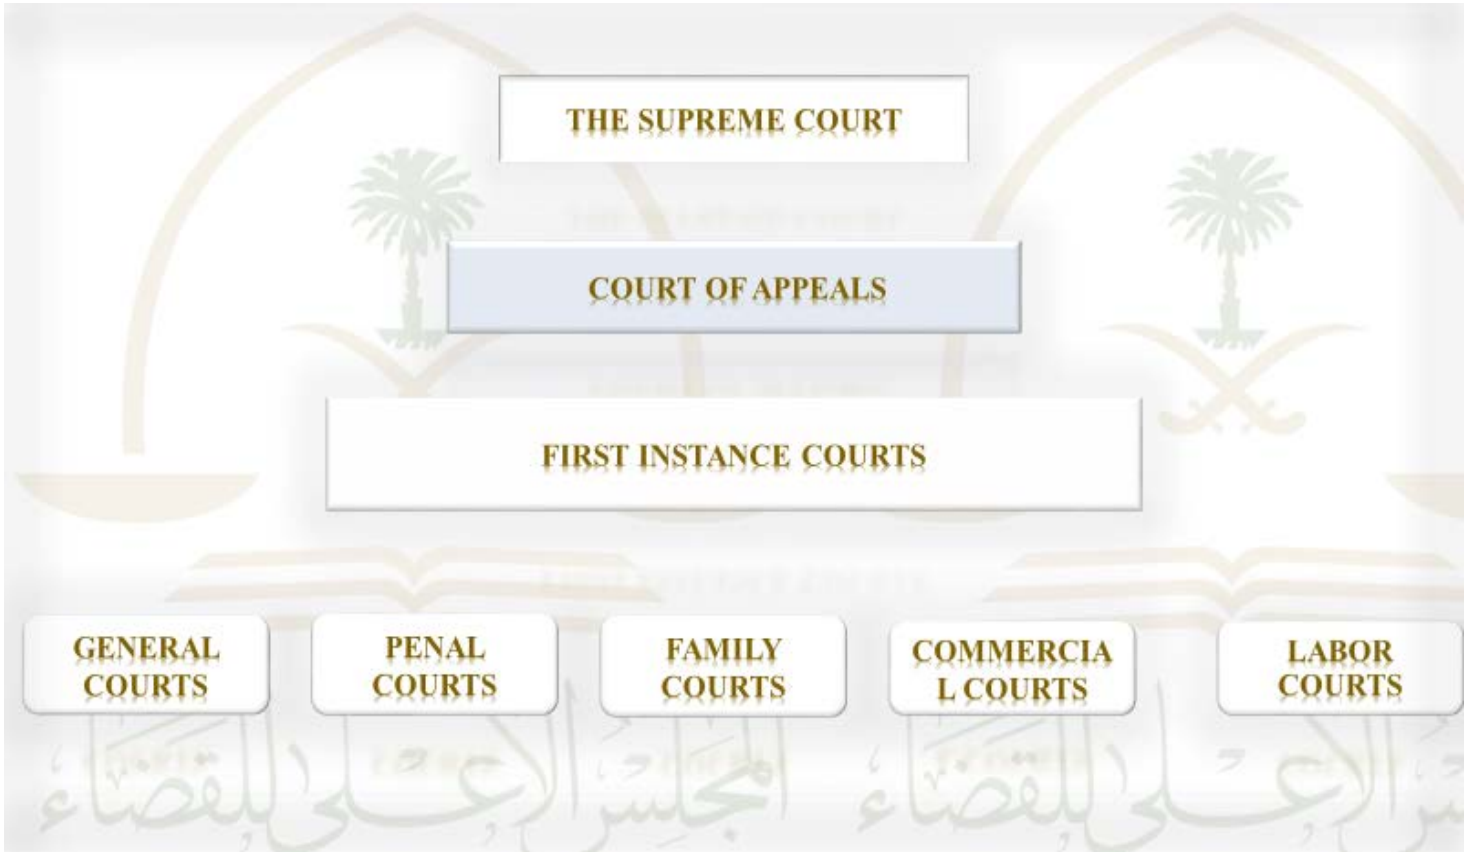 THE SUPREME COURT
COURT OF APPEALS
FIRST INSTANCE COURTS
GENERAL
COURTS
PENAL
COURTS
FAMILY
COURTS
COMMERCIA
L COURTS
LABOR
COURTS
المجلس الأعلى للقضاء